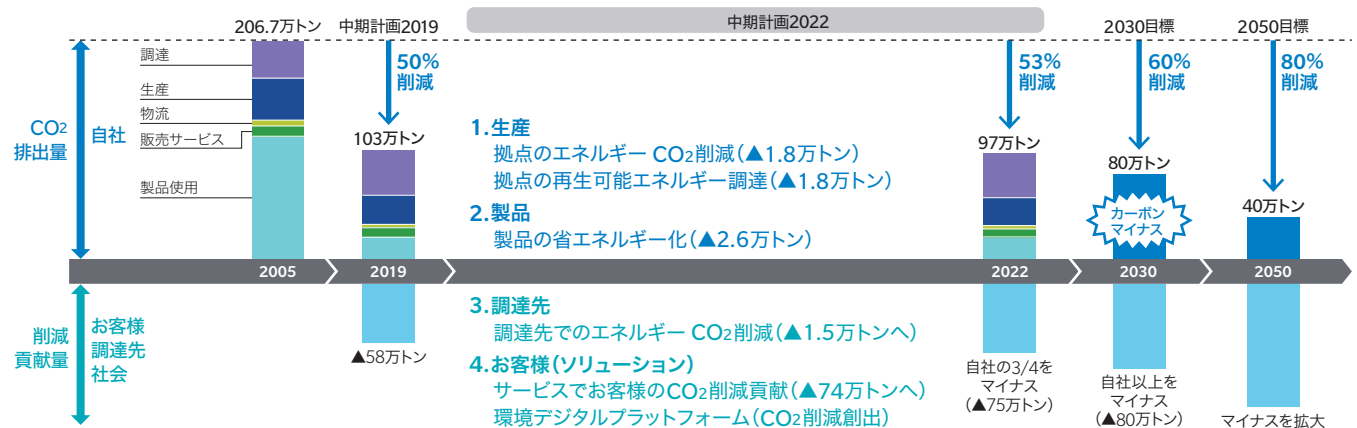 中期計画2022
206.7万トン
中期計画2019
2030目標
2050目標
調達
生産
物流
販売サービス
製品使用
CO2
排出量
自社
50%
削減
103万トン
1.生産
拠点のエネルギー CO2削減(▲1.8万トン)
拠点の再生可能エネルギー調達(▲1.8万トン)
2.製品
製品の省エネルギー化(▲2.6万トン)
53%
削減
97万トン
60%
削減
80万トン
カーボン
マイナス
80%
削減
40万トン
2005
2019
2022
2030
2050
削減
貢献量
お客様
調達先
社会
▲58万トン
3.調達先
調達先でのエネルギー CO2削減(▲1.5万トンへ)
4.お客様(ソリューション)
サービスでお客様のCO2削減貢献(▲74万トンへ)
環境デジタルプラットフォーム(CO2削減創出)
自社の3/4を
マイナス
(▲75万トン)
自社以上を
マイナス
(▲80万トン)
マイナスを拡大